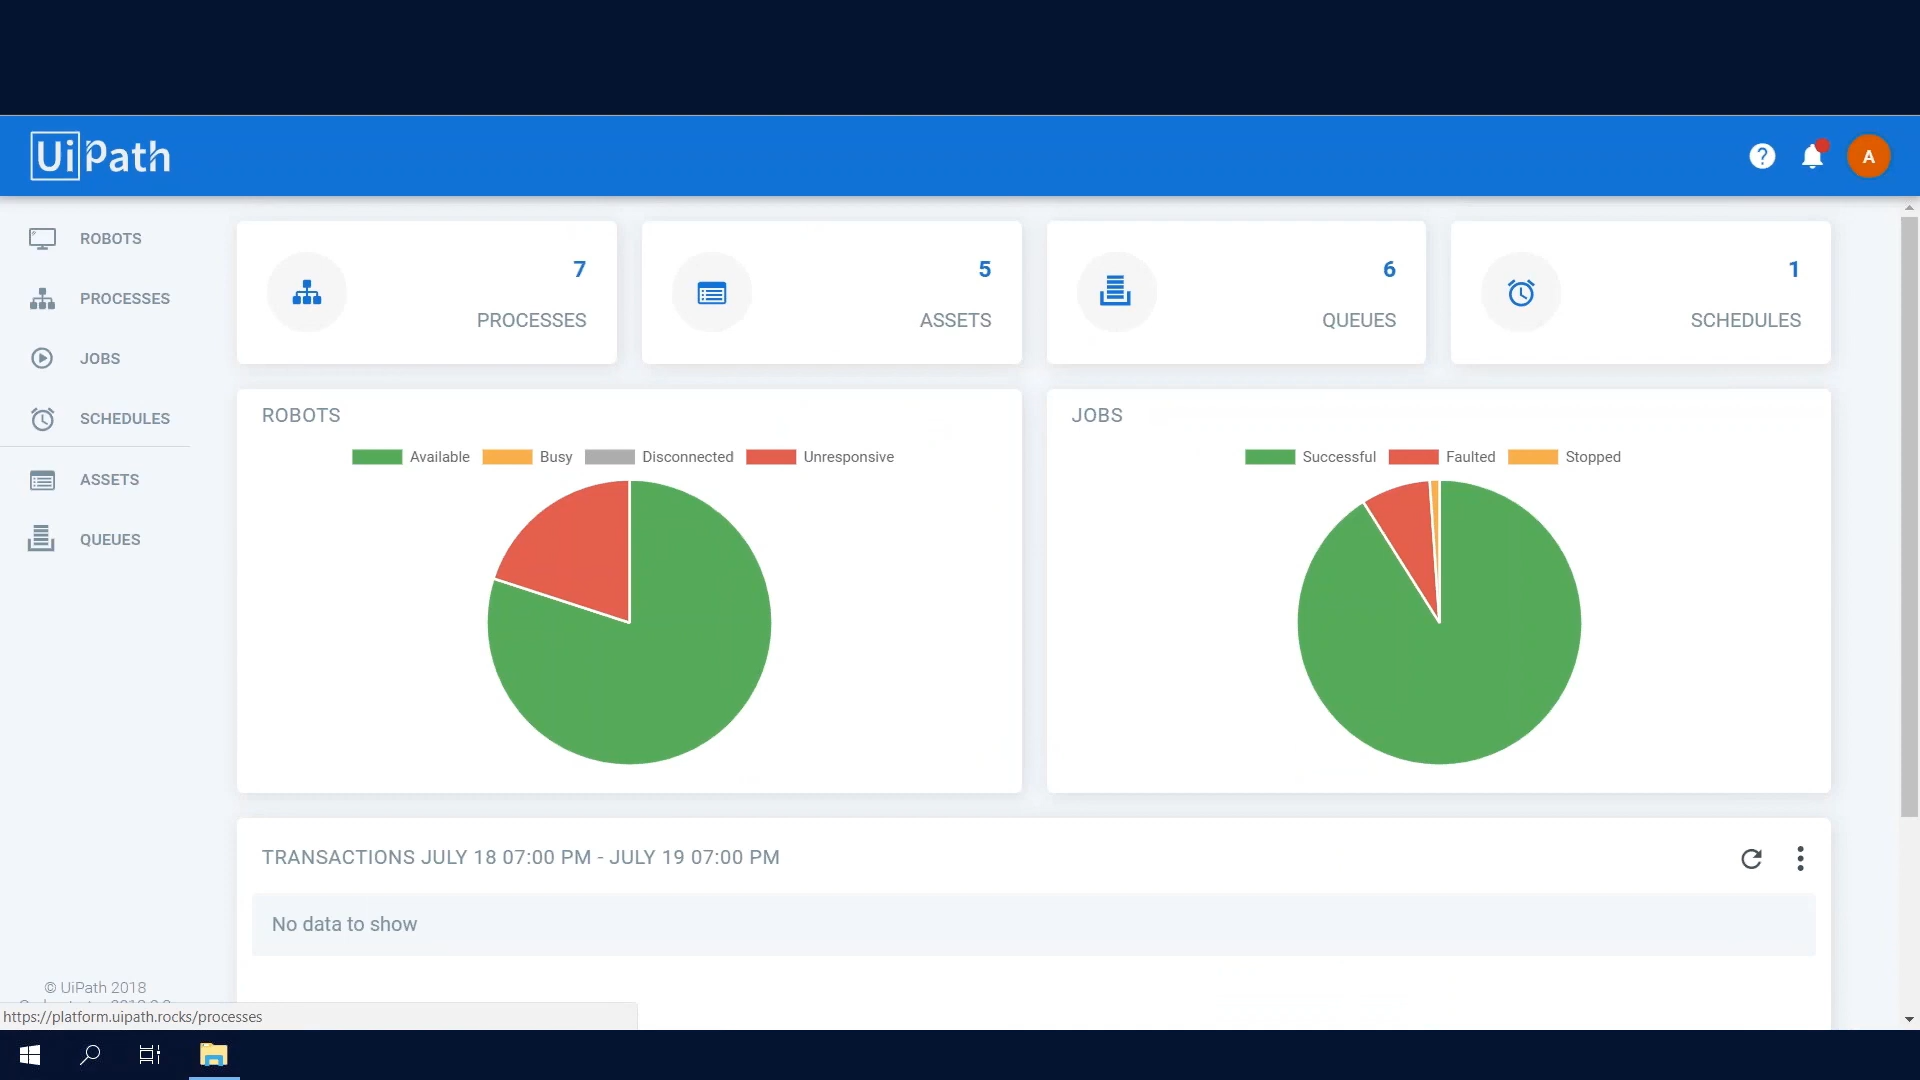 UiPath
A
ROBOTS
PROCESSES
JOBS
SCHEDULES
ASSETS
QUEUES
7
PROCESSES
5
ASSETS
6
QUEUES
1
SCHEDULES
ROBOTS
Available Busy Disconnected Unresponsive
JOBS
Successful Faulted Stopped
TRANSACTIONS JULY 18 07:00 PM - JULY 19 07:00 PM
No data to show
© UiPath 2018
https://platform.uipath.rocks/processes